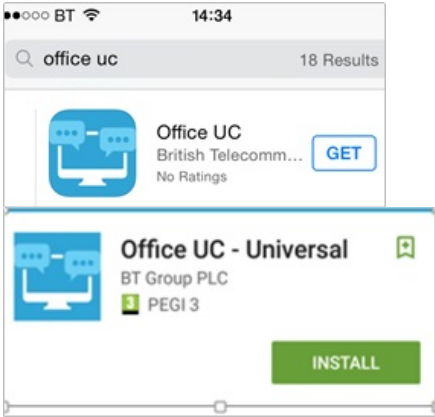 BT 14:34
office uc 18 Results
Office UC
British Telecomm...
GET
No Ratings
Office UC - Universal
BT Group PLC
3 PEGI 3
INSTALL